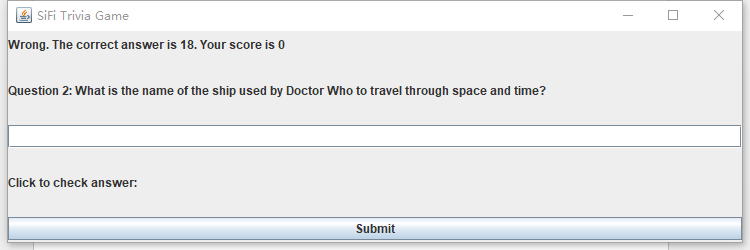 SiFi Trivia Game
Wrong. The correct answer is 18. Your score is 0
Question 2: What is the name of the ship used by Doctor Who to travel through space and time?
Click to check answer:
Submit